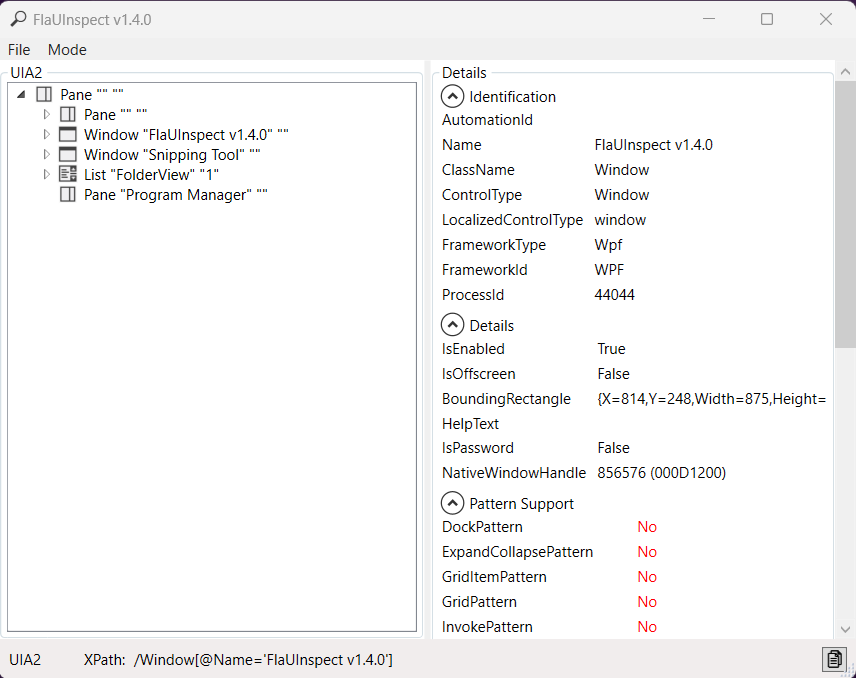 FlaUInspect v1.4.0
File Mode
UIA2
Pane "" ""
Pane "" ""
Window "FlaUInspect v1.4.0" ""
Window "Snipping Tool" ""
List "FolderView" "1"
Pane "Program Manager" ""
Details
Identification
AutomationId
Name FlaUInspect v1.4.0
ClassName Window
ControlType Window
LocalizedControlType window
FrameworkType Wpf
FrameworkId WPF
ProcessId 44044
Details
IsEnabled True
IsOffscreen False
BoundingRectangle {X=814,Y=248,Width=875,Height=
HelpText
IsPassword False
NativeWindowHandle 856576 (000D1200)
Pattern Support
DockPattern No
ExpandCollapsePattern No
GridItemPattern No
GridPattern No
InvokePattern No
UIA2 XPath: /Window[@Name='FlaUInspect v1.4.0']